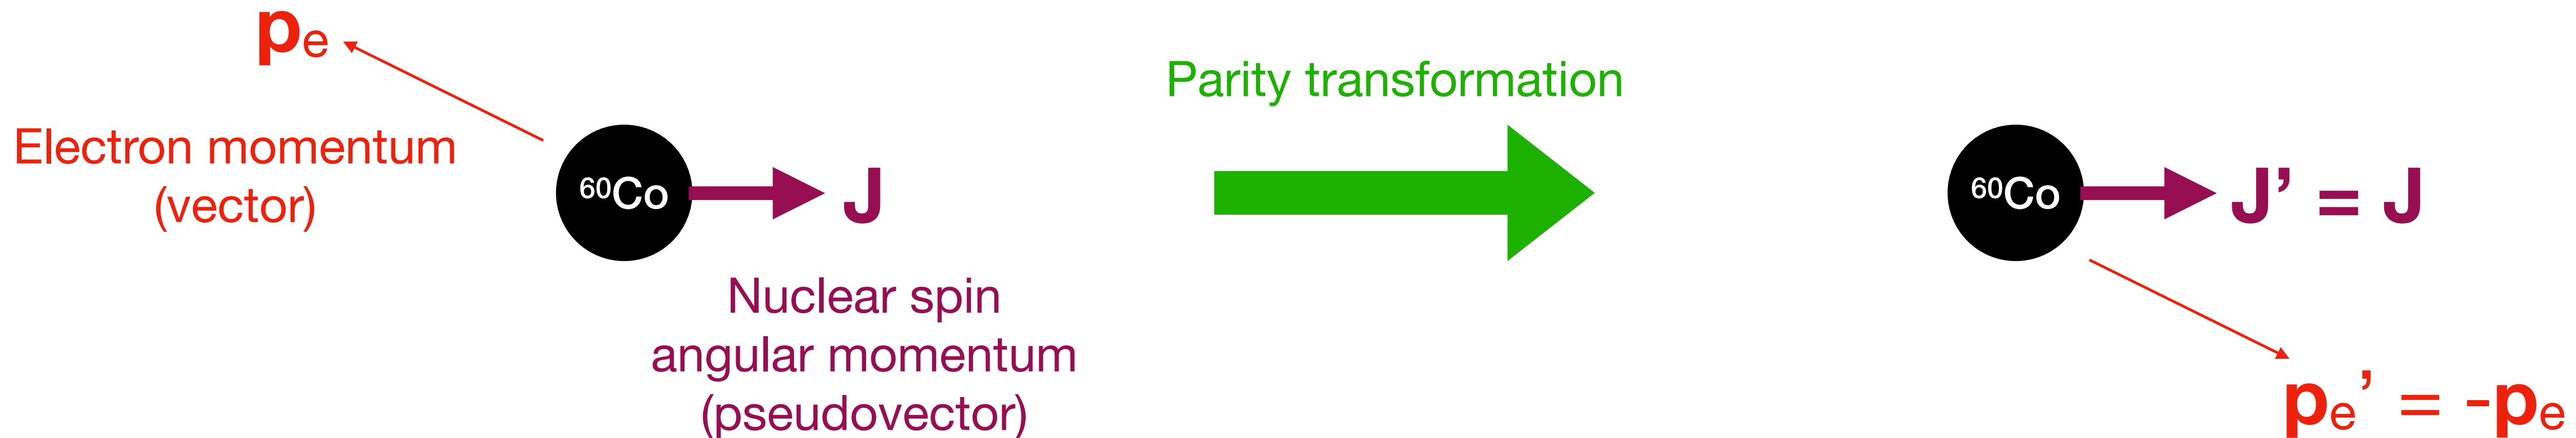 pe
Electron momentum
(vector)
⁶⁰Co
J
Nuclear spin
angular momentum
(pseudovector)
Parity transformation
⁶⁰Co
J’ = J
pe’ = -pe